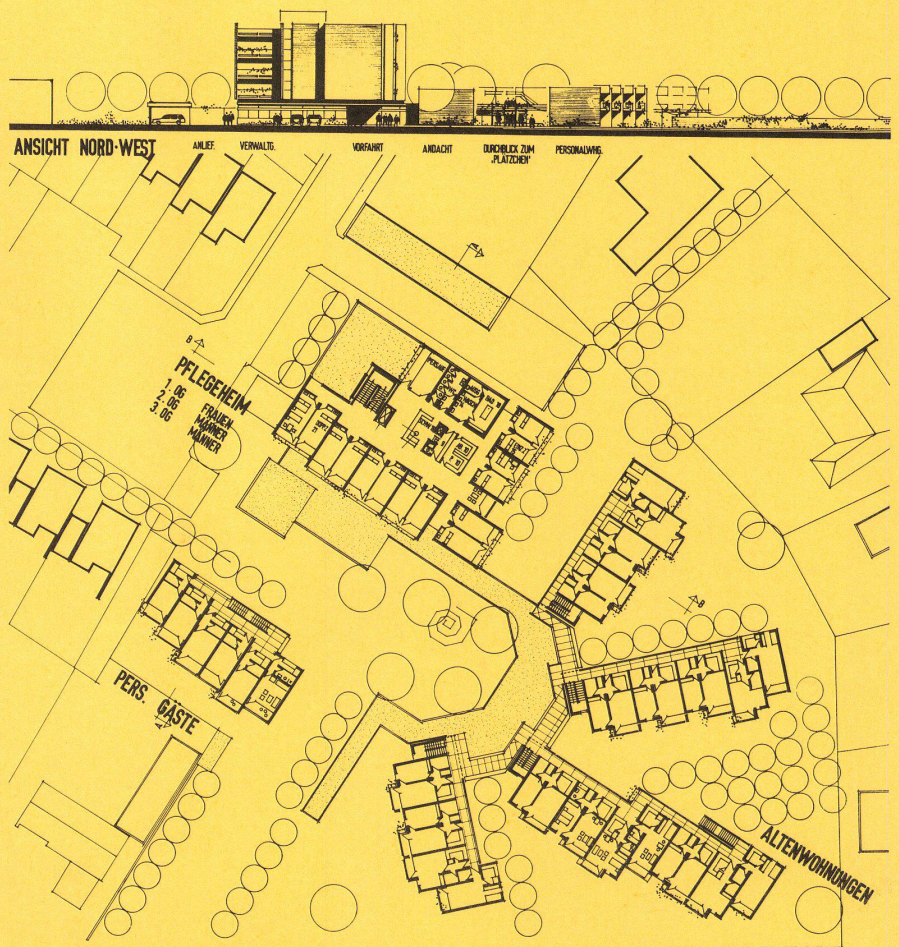 ANSICHT NORD-WEST
ANLIEF.
VERWALTG.
VORFAHRT
ANDACHT
DURCHBLICK ZUM
„PLÄTZCHEN“
PERSONALWHG.
B
A
PFLEGEHEIM
1. OG FRAUEN
2. OG MÄNNER
3. OG MÄNNER
B
PERS. GÄSTE
A
ALTENWOHNUNGEN